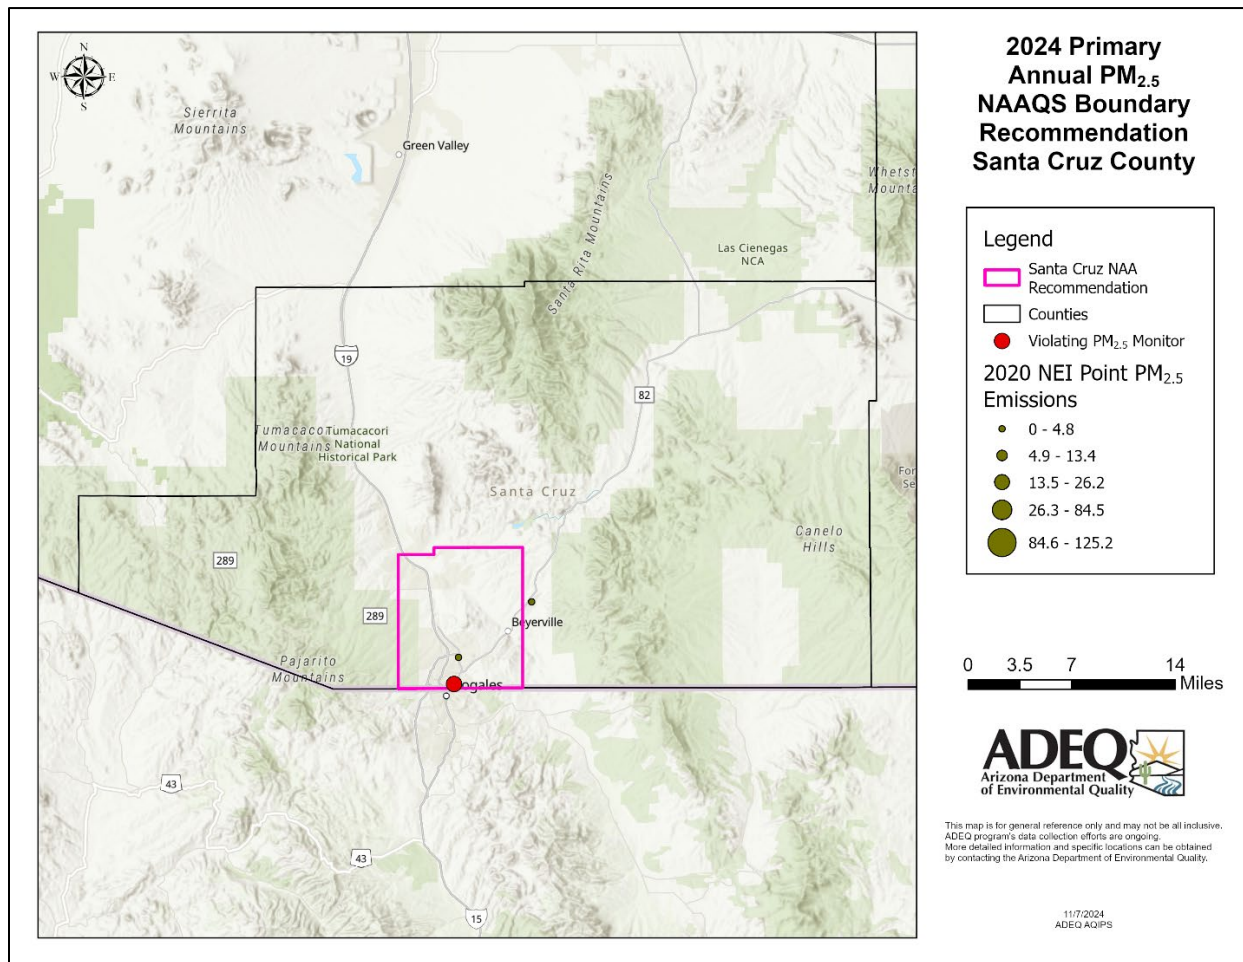 2024 Primary
Annual PM2.5
NAAQS Boundary
Recommendation
Santa Cruz County
N
W
E
S
Sierrita
Mountains
Green Valley
Santa Rita Mountains
Whetst
Mounta
Las Cienegas
NCA
19
82
Tumacaco
Mountains
Tumacacori
National
Historical Park
For
Se
Santa Cruz
Canelo
Hills
289
289
Beyerville
Pajarito
Mountains
ogales
43
43
15
Legend
Santa Cruz NAA
Recommendation
Counties
Violating PM2.5 Monitor
2020 NEI Point PM2.5
Emissions
0 - 4.8
4.9 - 13.4
13.5 - 26.2
26.3 - 84.5
84.6 - 125.2
0 3.5 7 14
Miles
ADEQ
Arizona Department
of Environmental Quality
This map is for general reference only and may not be all inclusive.
ADEQ program's data collection efforts are ongoing.
More detailed information and specific locations can be obtained
by contacting the Arizona Department of Environmental Quality.
11/7/2024
ADEQ AQIPS